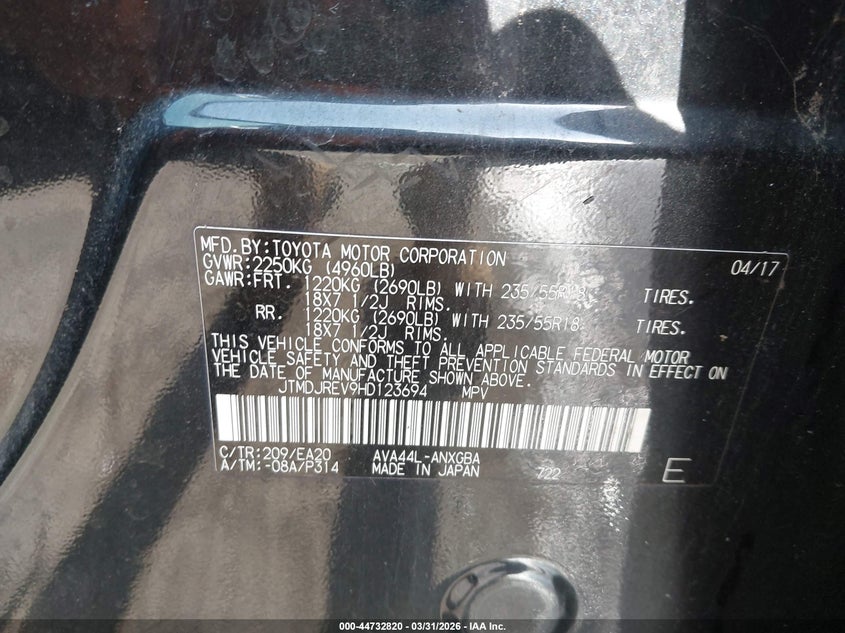 MFD.BY:TOYOTA MOTOR CORPORATION 04/17
GVWR:2250KG (4960LB)
GAWR:FRT. 1220KG (2690LB) WITH 235/55R18 TIRES.
18X7 1/2J RIMS.
RR. 1220KG (2690LB) WITH 235/55R18 TIRES.
18X7 1/2J RIMS.
THIS VEHICLE CONFORMS TO ALL APPLICABLE FEDERAL MOTOR
VEHICLE SAFETY AND THEFT PREVENTION STANDARDS IN EFFECT ON
THE DATE OF MANUFACTURE SHOWN ABOVE.
JTMDJREV9HD123694 MPV
C/TR:209/EA20 AVA44L-ANXGBA
A/TM:-08A/P314 MADE IN JAPAN 722 E
000-44732820 - 03/31/2026 - IAA Inc.